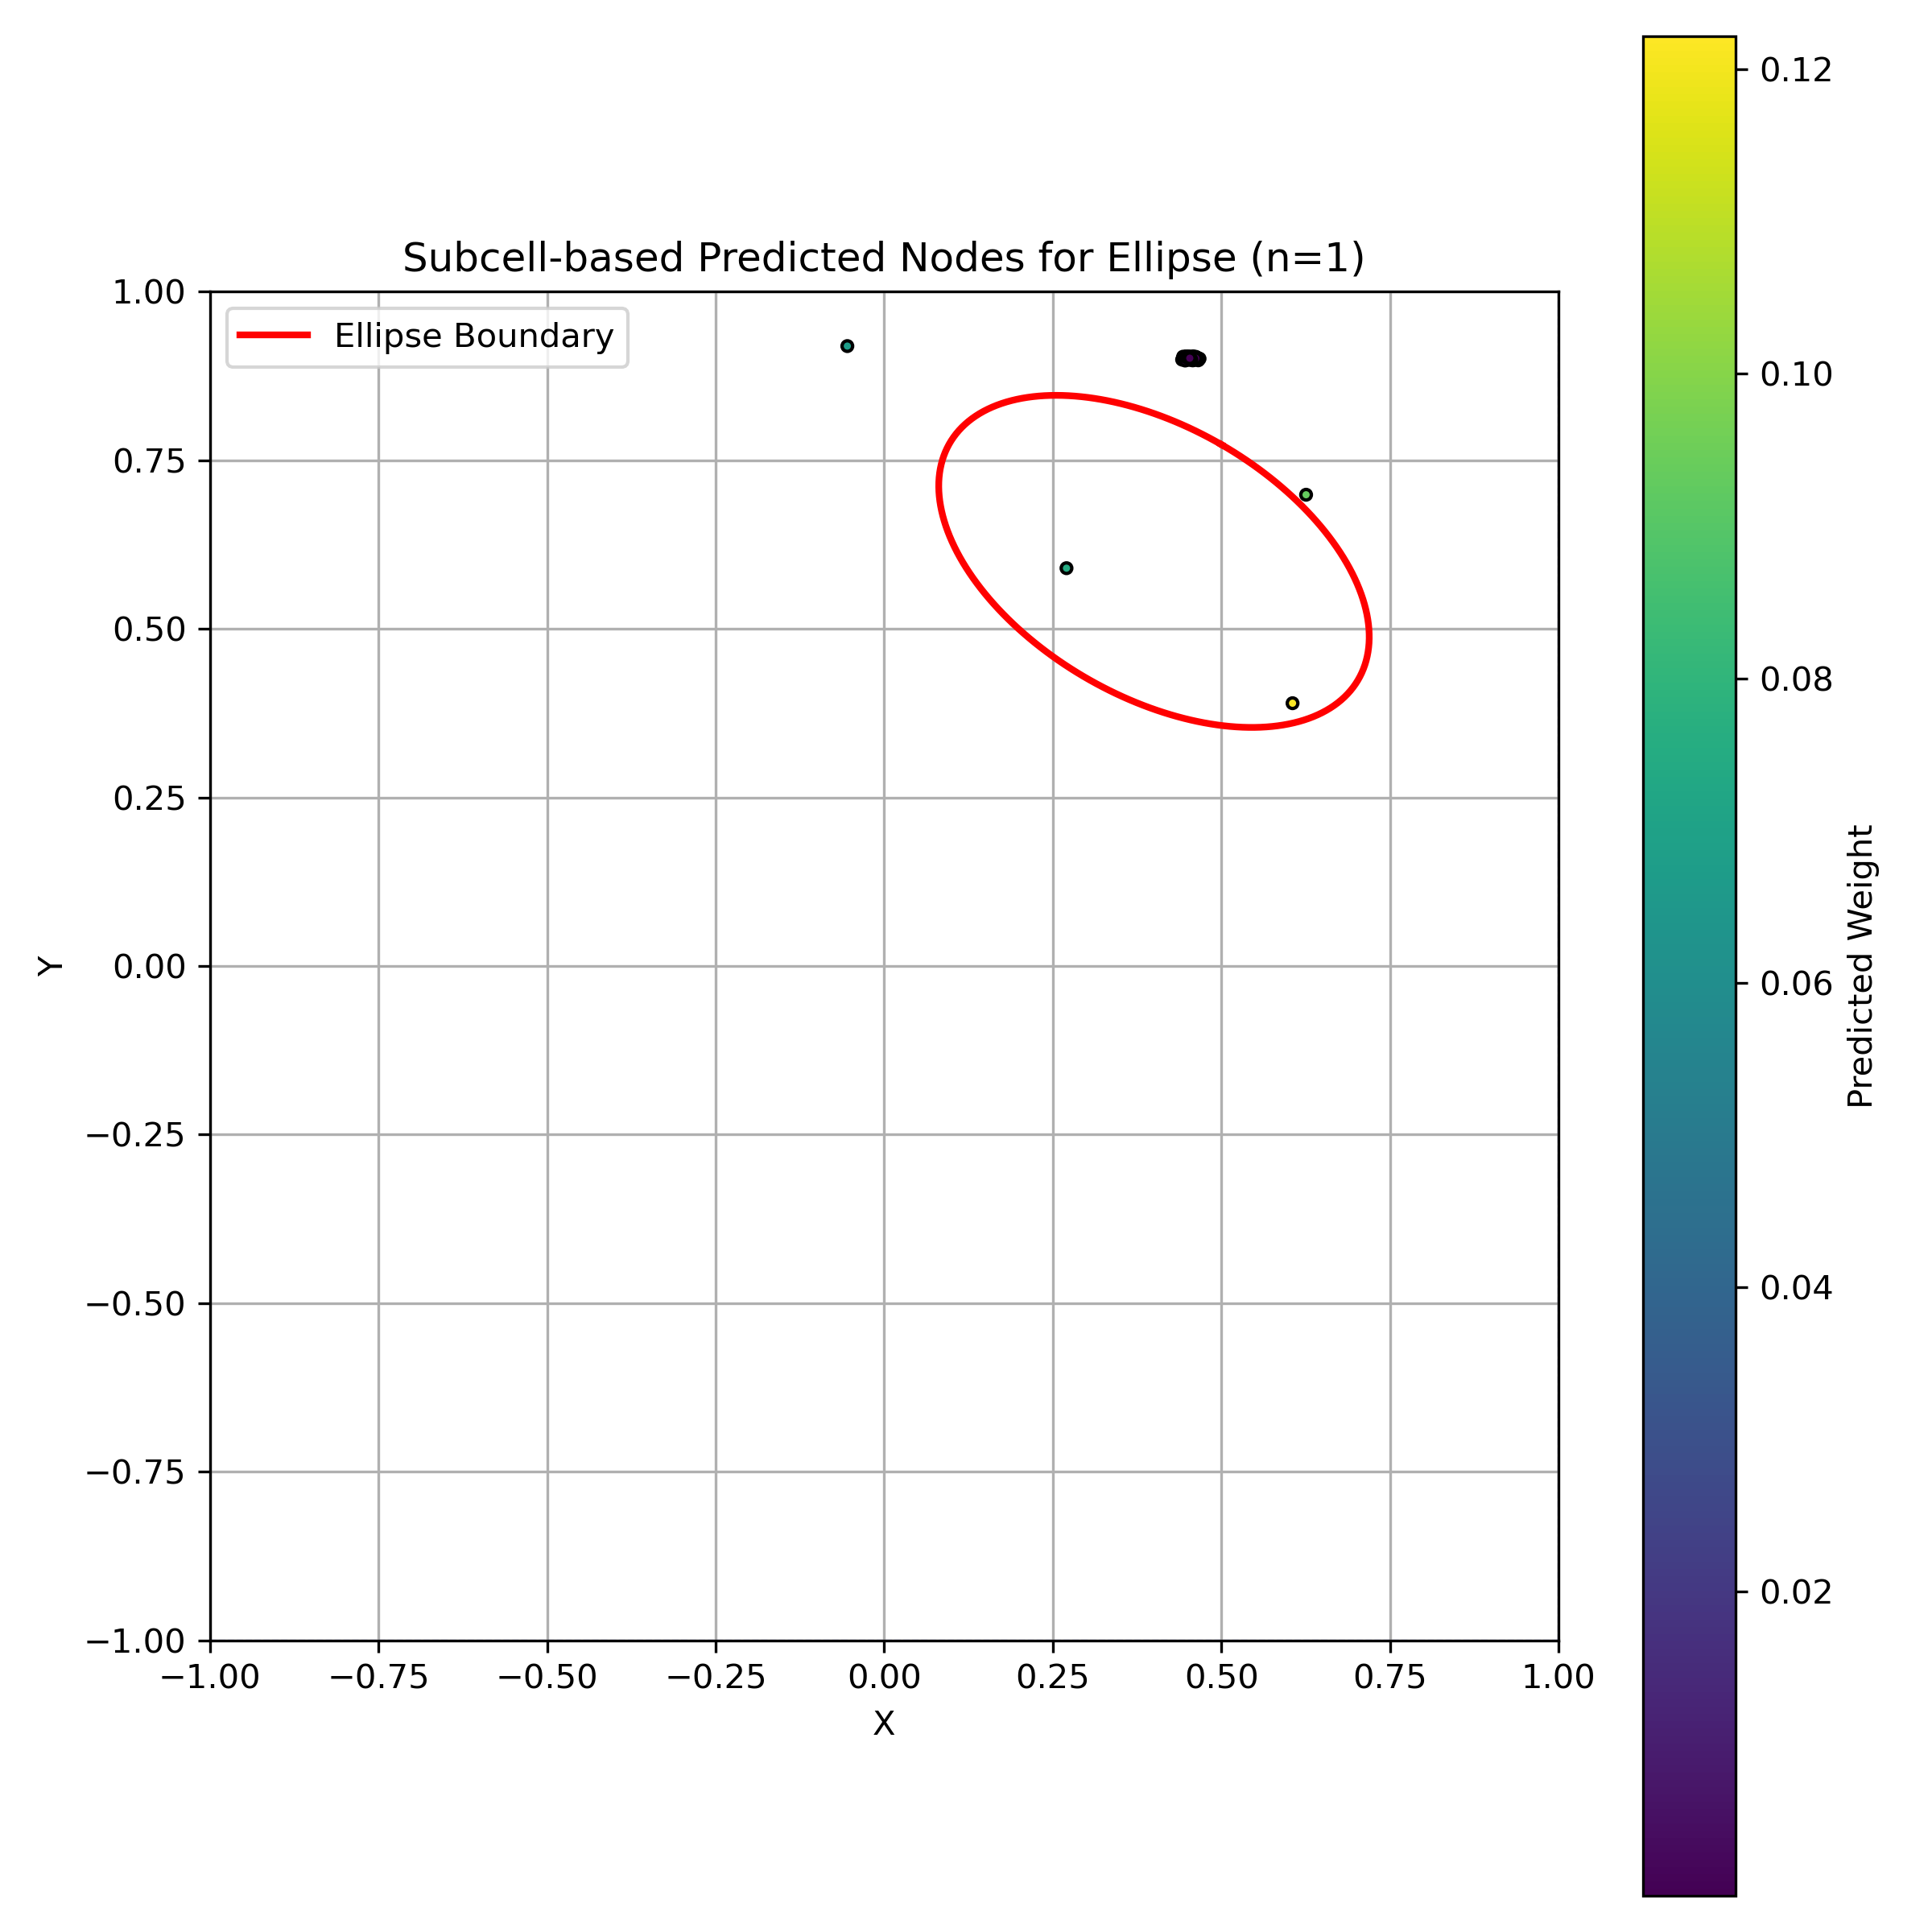 Subcell-based Predicted Nodes for Ellipse (n=1)
Ellipse Boundary
1.00
0.75
0.50
0.25
0.00
−0.25
−0.50
−0.75
−1.00
Y
−1.00 −0.75 −0.50 −0.25 0.00 0.25 0.50 0.75 1.00
X
0.12
0.10
0.08
0.06
0.04
0.02
Predicted Weight